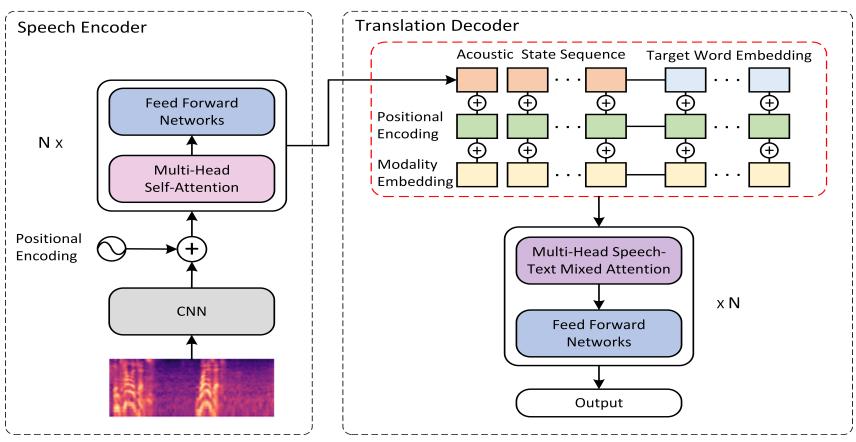 Speech Encoder
Feed Forward
Networks
N x
Multi-Head
Self-Attention
Positional
Encoding
+
CNN
Translation Decoder
Acoustic State Sequence
Target Word Embedding
. . .
. . .
+ + + + +
Positional
Encoding
. . .
. . .
+ + + + +
Modality
Embedding
. . .
. . .
Multi-Head Speech-
Text Mixed Attention
x N
Feed Forward
Networks
Output